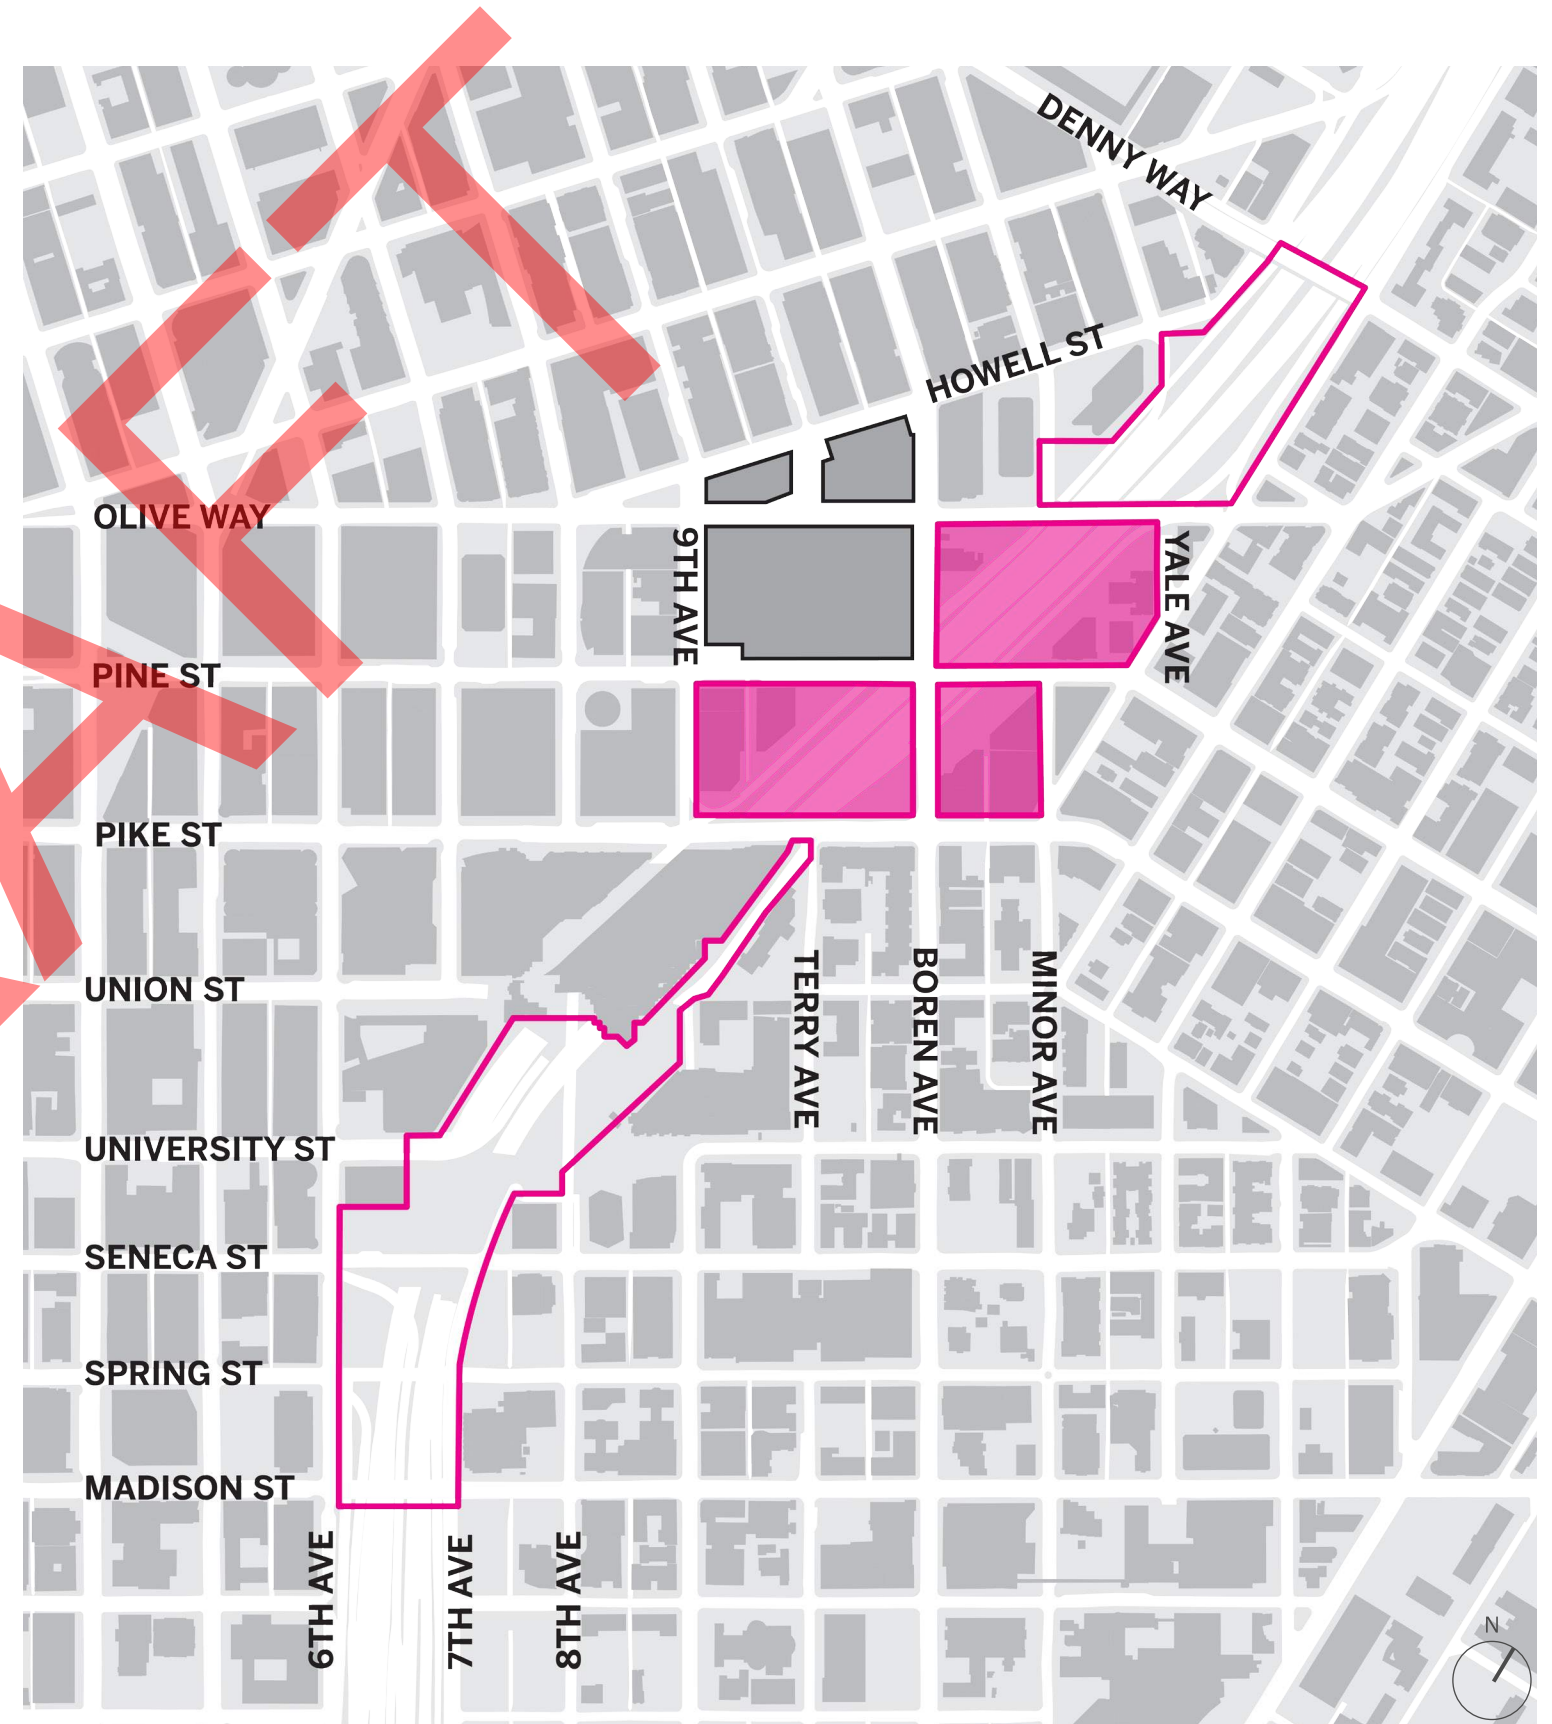 DENNY WAY
HOWELL ST
OLIVE WAY
9TH AVE
YALE AVE
PINE ST
PIKE ST
UNION ST
TERRY AVE
BOREN AVE
MINOR AVE
UNIVERSITY ST
SENECA ST
SPRING ST
MADISON ST
6TH AVE
7TH AVE
8TH AVE
N